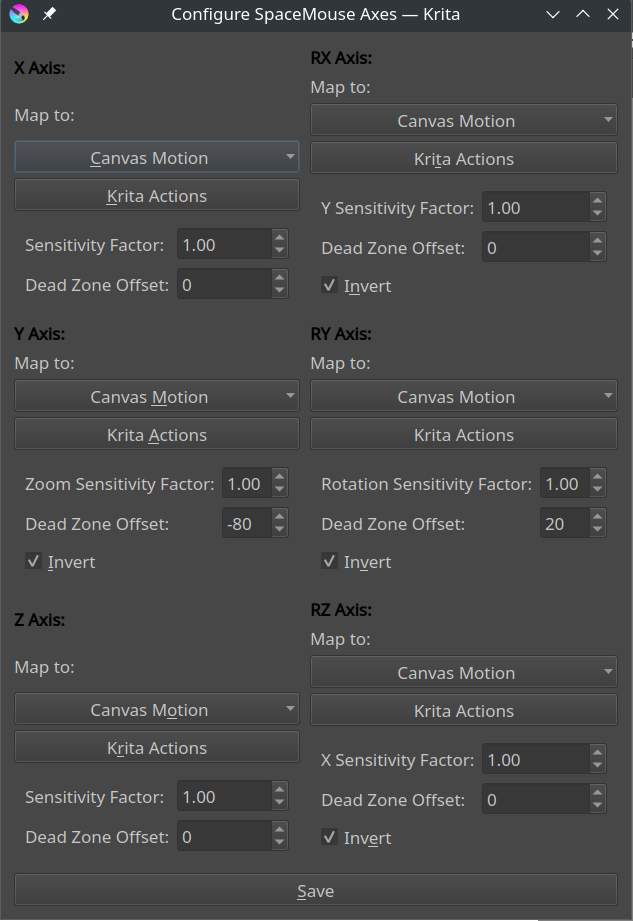 Configure SpaceMouse Axes — Krita
X Axis:
Map to:
Canvas Motion
Krita Actions
Sensitivity Factor: 1.00
Dead Zone Offset: 0
Y Axis:
Map to:
Canvas Motion
Krita Actions
Zoom Sensitivity Factor: 1.00
Dead Zone Offset: -80
Invert
Z Axis:
Map to:
Canvas Motion
Krita Actions
Sensitivity Factor: 1.00
Dead Zone Offset: 0
RX Axis:
Map to:
Canvas Motion
Krita Actions
Y Sensitivity Factor: 1.00
Dead Zone Offset: 0
Invert
RY Axis:
Map to:
Canvas Motion
Krita Actions
Rotation Sensitivity Factor: 1.00
Dead Zone Offset: 20
Invert
RZ Axis:
Map to:
Canvas Motion
Krita Actions
X Sensitivity Factor: 1.00
Dead Zone Offset: 0
Invert
Save